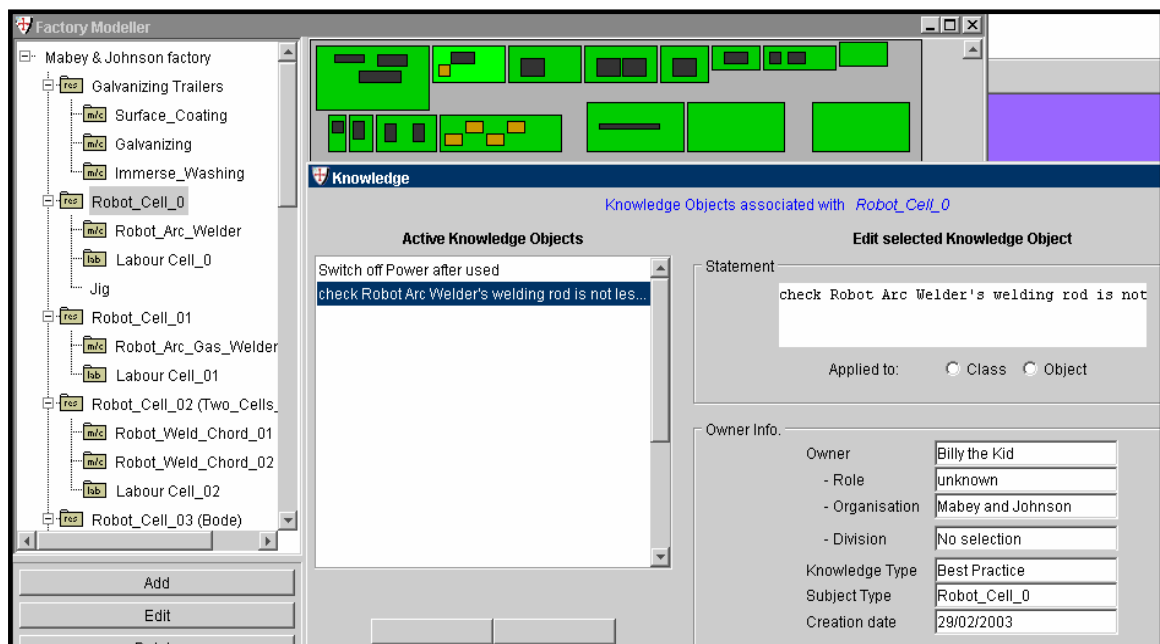 Factory Modeller
Mabey & Johnson factory
res Galvanizing Trailers
m/c Surface_Coating
m/c Galvanizing
m/c Immerse_Washing
res Robot_Cell_0
m/c Robot_Arc_Welder
lab Labour Cell_0
Jig
res Robot_Cell_01
m/c Robot_Arc_Gas_Welder
lab Labour Cell_01
res Robot_Cell_02 (Two_Cells_
m/c Robot_Weld_Chord_01
m/c Robot_Weld_Chord_02
lab Labour Cell_02
res Robot_Cell_03 (Bode)
Add
Edit
Knowledge
Knowledge Objects associated with Robot_Cell_0
Active Knowledge Objects
Switch off Power after used
check Robot Arc Welder's welding rod is not les...
Edit selected Knowledge Object
Statement
check Robot Arc Welder's welding rod is not
Applied to: Class Object
Owner Info.
Owner Billy the Kid
- Role unknown
- Organisation Mabey and Johnson
- Division No selection
Knowledge Type Best Practice
Subject Type Robot_Cell_0
Creation date 29/02/2003